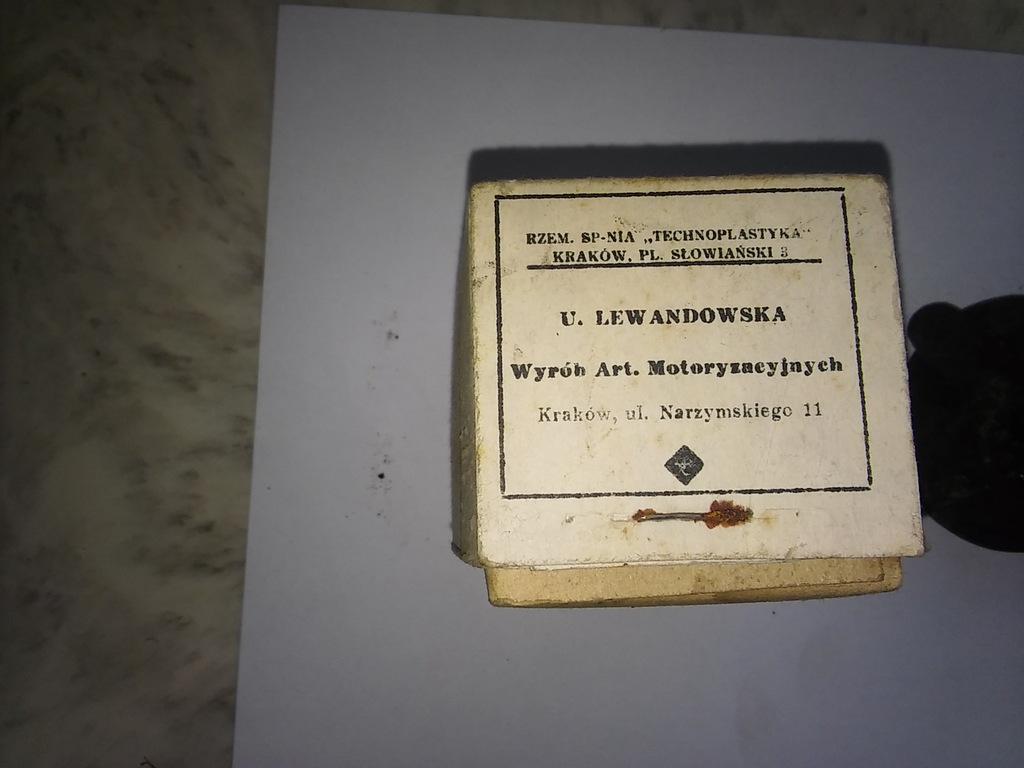 RZEM. SP-NIA „TECHNOPLASTYKA"
KRAKÓW, PL. SŁOWIAŃSKI 3
U. LEWANDOWSKA
Wyrób Art. Motoryzacyjnych
Kraków, ul. Narzymskiego 11